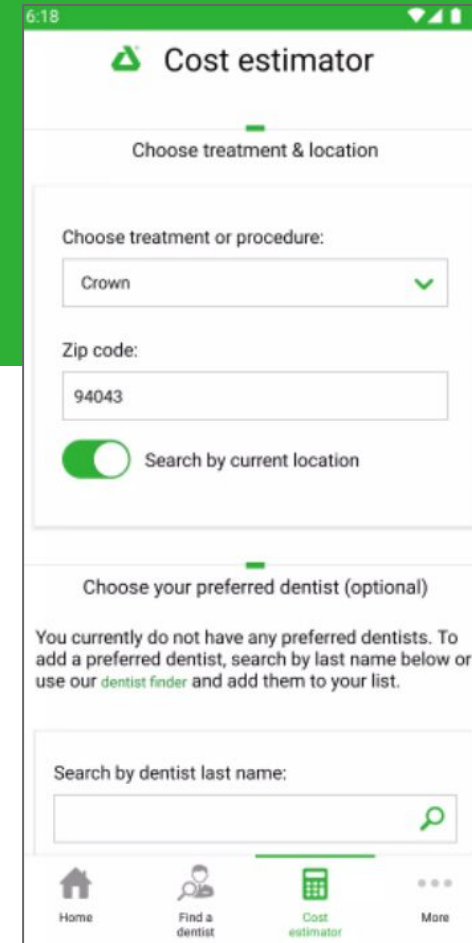 6:18
Cost estimator
Choose treatment & location
Choose treatment or procedure:
Crown
Zip code:
94043
Search by current location
Choose your preferred dentist (optional)
You currently do not have any preferred dentists. To
add a preferred dentist, search by last name below or
use our dentist finder and add them to your list.
Search by dentist last name:
Home
Find a
dentist
Cost
estimator
More